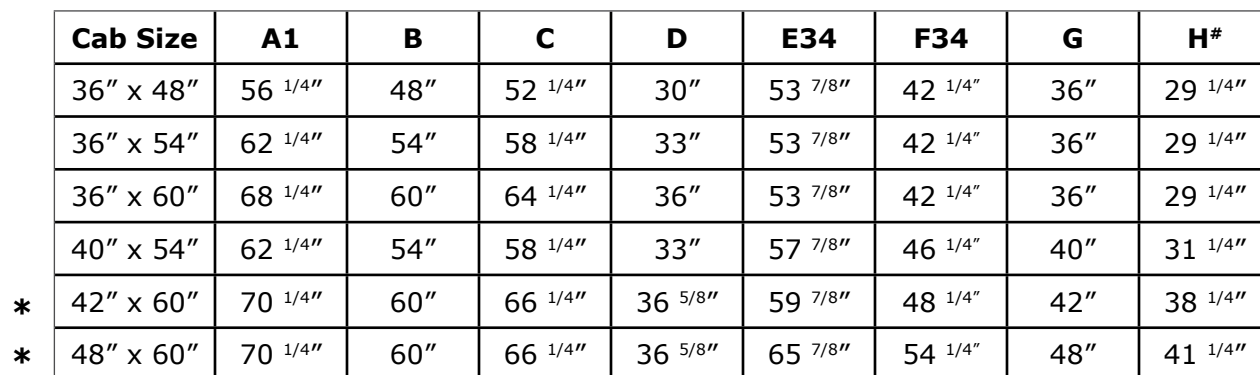 Cab Size A1 B C D E34 F34 G H#
36″ x 48″ 56 1/4″ 48″ 52 1/4″ 30″ 53 7/8″ 42 1/4″ 36″ 29 1/4″
36″ x 54″ 62 1/4″ 54″ 58 1/4″ 33″ 53 7/8″ 42 1/4″ 36″ 29 1/4″
36″ x 60″ 68 1/4″ 60″ 64 1/4″ 36″ 53 7/8″ 42 1/4″ 36″ 29 1/4″
40″ x 54″ 62 1/4″ 54″ 58 1/4″ 33″ 57 7/8″ 46 1/4″ 40″ 31 1/4″
* 42″ x 60″ 70 1/4″ 60″ 66 1/4″ 36 5/8″ 59 7/8″ 48 1/4″ 42″ 38 1/4″
* 48″ x 60″ 70 1/4″ 60″ 66 1/4″ 36 5/8″ 65 7/8″ 54 1/4″ 48″ 41 1/4″